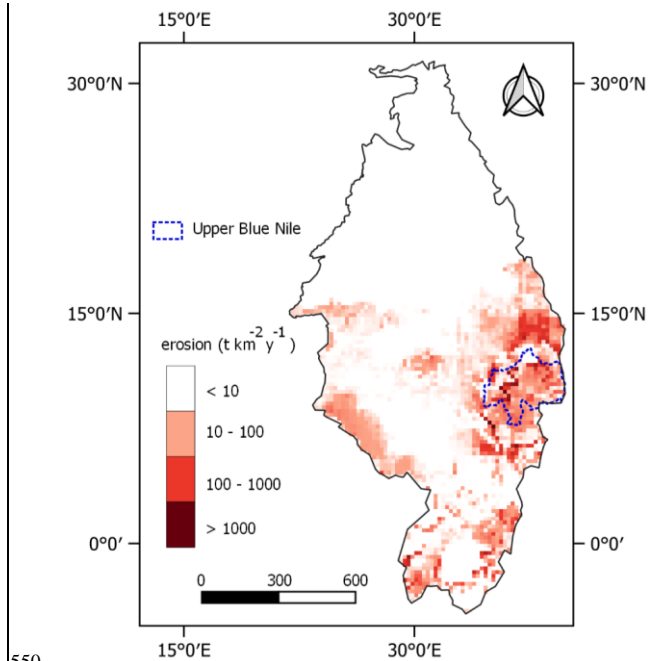 15°0′E 30°0′E
30°0′N 30°0′N
Upper Blue Nile
15°0′N 15°0′N
erosion (t km⁻² y⁻¹)
< 10
10 - 100
100 - 1000
> 1000
0°0′ 0°0′
0 300 600
15°0′E 30°0′E
550